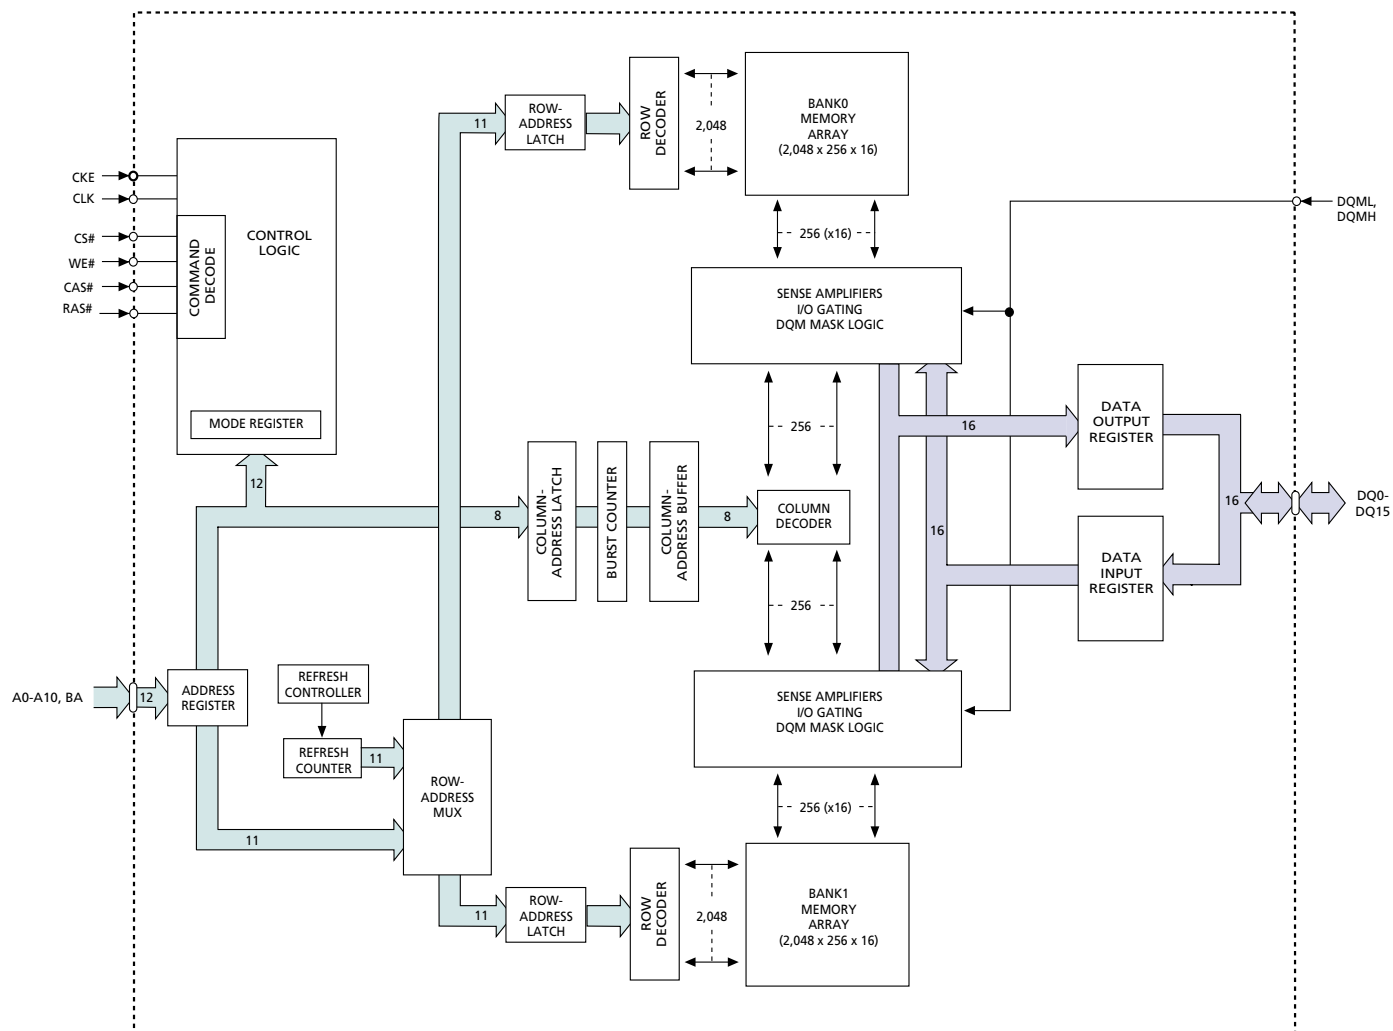 CKE
CLK
CS#
WE#
CAS#
RAS#
COMMAND
DECODE
CONTROL
LOGIC
MODE REGISTER
12
11
ROW-
ADDRESS
LATCH
ROW
DECODER
2,048
BANK0
MEMORY
ARRAY
(2,048 x 256 x 16)
256 (x16)
DQML,
DQMH
SENSE AMPLIFIERS
I/O GATING
DQM MASK LOGIC
256
16
DATA
OUTPUT
REGISTER
8
COLUMN-
ADDRESS LATCH
BURST COUNTER
COLUMN-
ADDRESS BUFFER
8
COLUMN
DECODER
16
16
DQ0-
DQ15
DATA
INPUT
REGISTER
256
A0-A10, BA
12
ADDRESS
REGISTER
REFRESH
CONTROLLER
REFRESH
COUNTER
11
ROW-
ADDRESS
MUX
11
SENSE AMPLIFIERS
I/O GATING
DQM MASK LOGIC
256 (x16)
11
ROW-
ADDRESS
LATCH
ROW
DECODER
2,048
BANK1
MEMORY
ARRAY
(2,048 x 256 x 16)